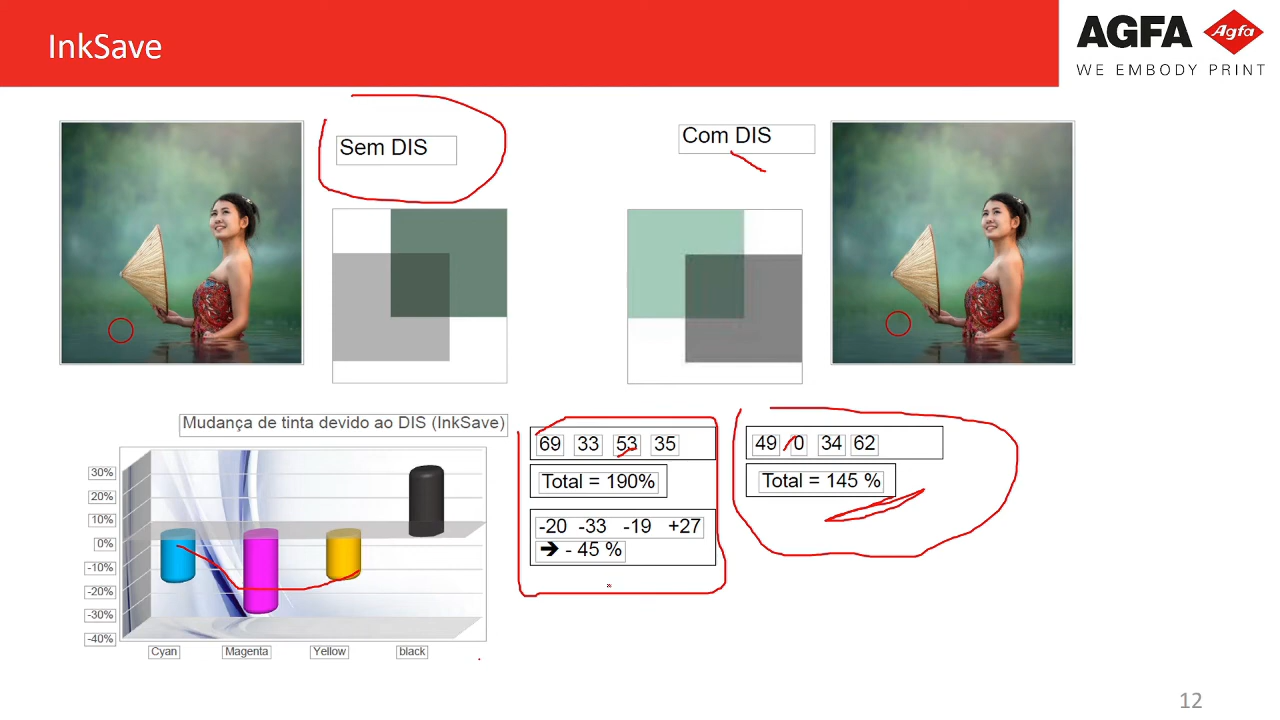 InkSave
AGFA
Agfa
WE EMBODY PRINT
Sem DIS
Com DIS
Mudança de tinta devido ao DIS (InkSave)
30%
20%
10%
0%
-10%
-20%
-30%
-40%
Cyan Magenta Yellow black
69 33 53 35
Total = 190%
-20 -33 -19 +27
➔ - 45 %
49 0 34 62
Total = 145 %
12